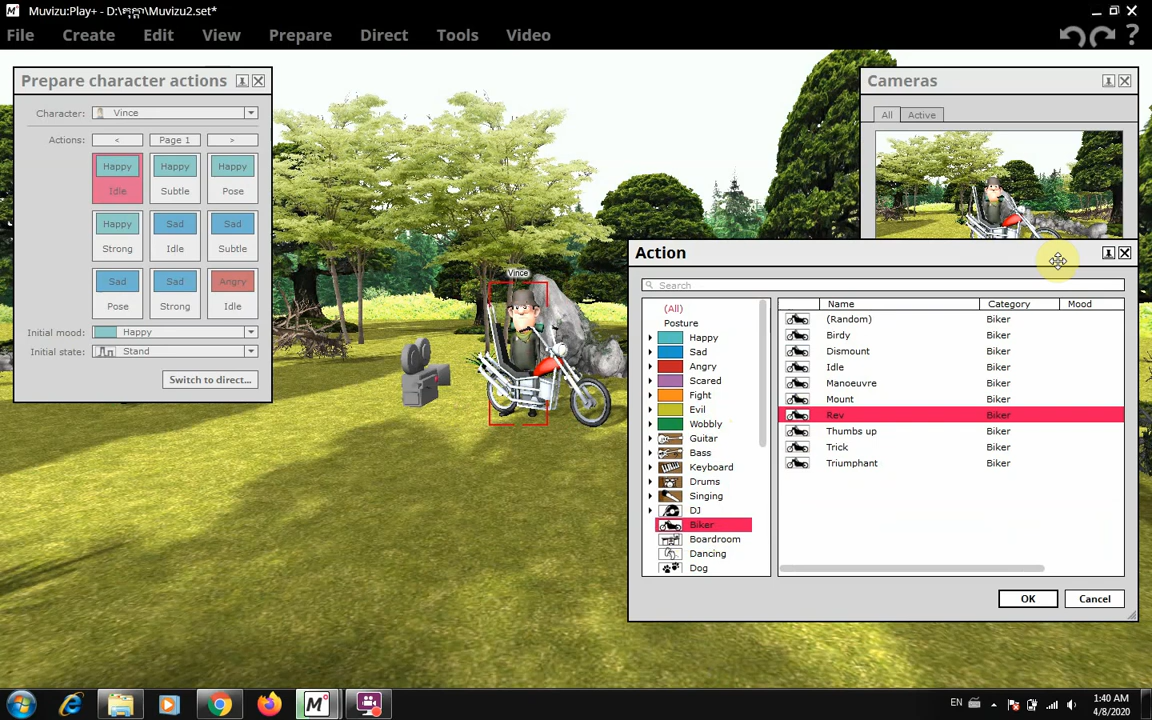 Muvizu:Play+ - D:\កុត្តា\Muvizu2.set*
File Create Edit View Prepare Direct Tools Video ?
Prepare character actions
Character: Vince
Actions: < Page 1 >
Happy Happy Happy
Idle Subtle Pose
Happy Sad Sad
Strong Idle Subtle
Sad Sad Angry
Pose Strong Idle
Initial mood: Happy
Initial state: Stand
Switch to direct...
Vince
Cameras
All Active
Action
Search
(All)
Posture
Happy
Sad
Angry
Scared
Fight
Evil
Wobbly
Guitar
Bass
Keyboard
Drums
Singing
DJ
Biker
Boardroom
Dancing
Dog
Name Category Mood
(Random) Biker
Birdy Biker
Dismount Biker
Idle Biker
Manoeuvre Biker
Mount Biker
Rev Biker
Thumbs up Biker
Trick Biker
Triumphant Biker
OK Cancel
EN
1:40 AM
4/8/2020